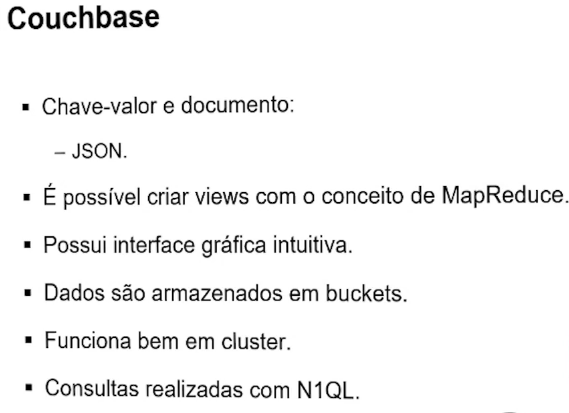 Couchbase
▪ Chave-valor e documento:
– JSON.
▪ É possível criar views com o conceito de MapReduce.
▪ Possui interface gráfica intuitiva.
▪ Dados são armazenados em buckets.
▪ Funciona bem em cluster.
▪ Consultas realizadas com N1QL.